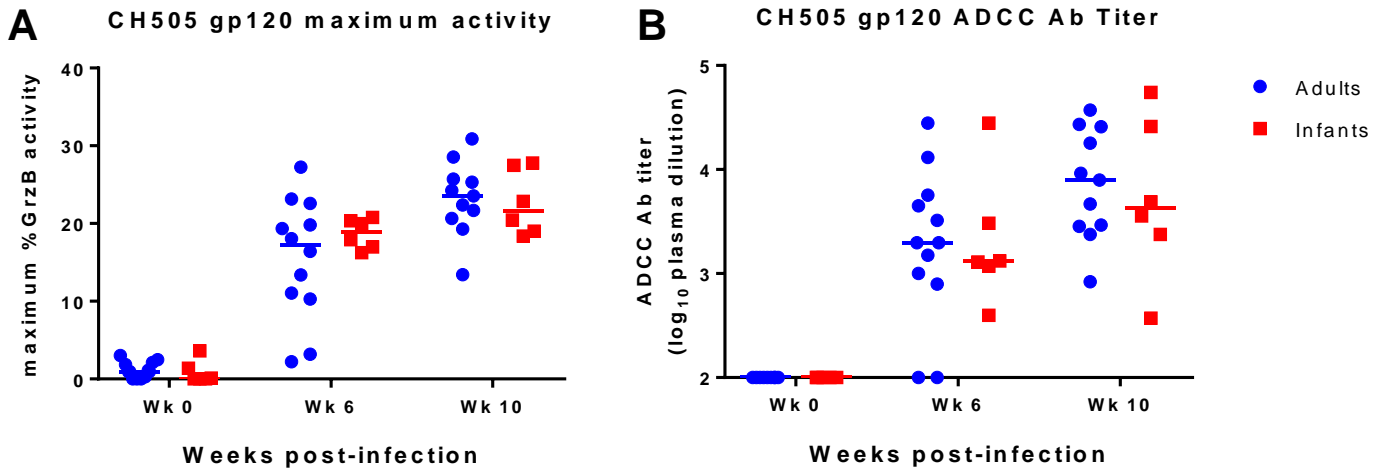 A
CH505 gp120 maximum activity
maximum %GrzB activity
40
30
20
10
0
Wk 0
Wk 6
Wk 10
Weeks post-infection
B
CH505 gp120 ADCC Ab Titer
ADCC Ab titer
(log10 plasma dilution)
5
4
3
2
Wk 0
Wk 6
Wk 10
Weeks post-infection
Adults
Infants